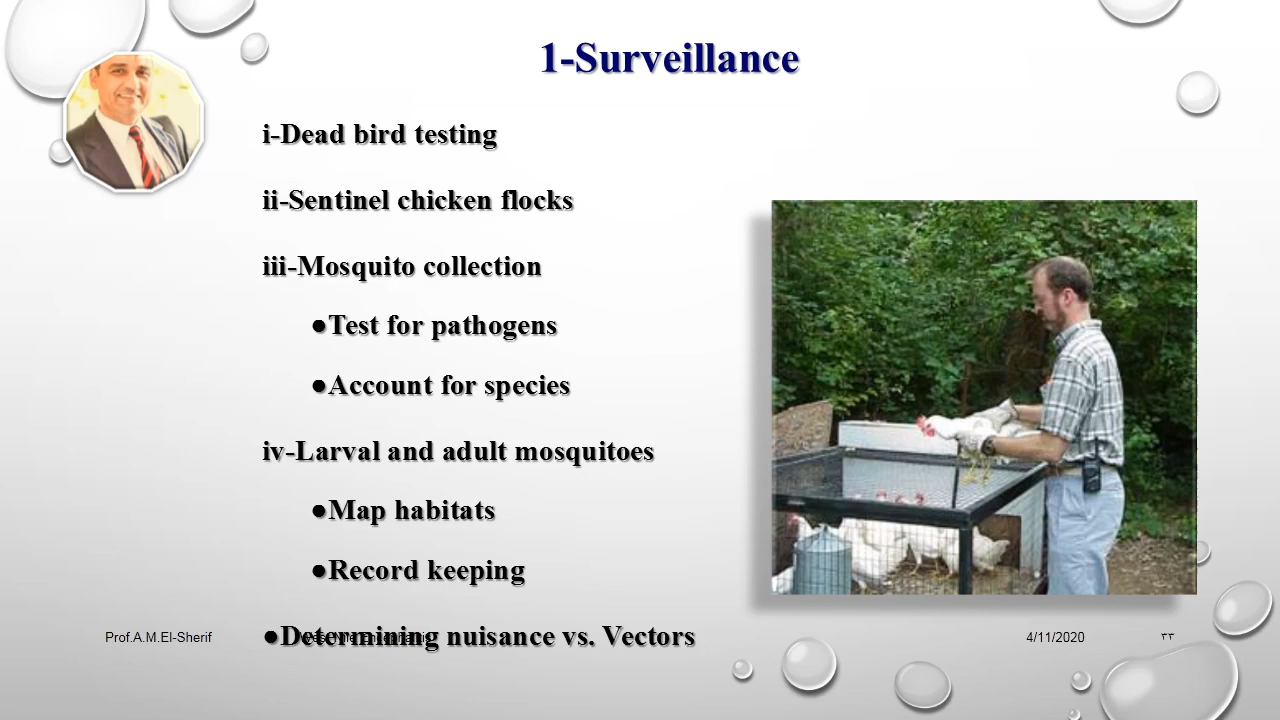 1-Surveillance
i-Dead bird testing
ii-Sentinel chicken flocks
iii-Mosquito collection
●Test for pathogens
●Account for species
iv-Larval and adult mosquitoes
●Map habitats
●Record keeping
●Determining nuisance vs. Vectors
Prof.A.M.El-Sherif
4/11/2020
٣٣